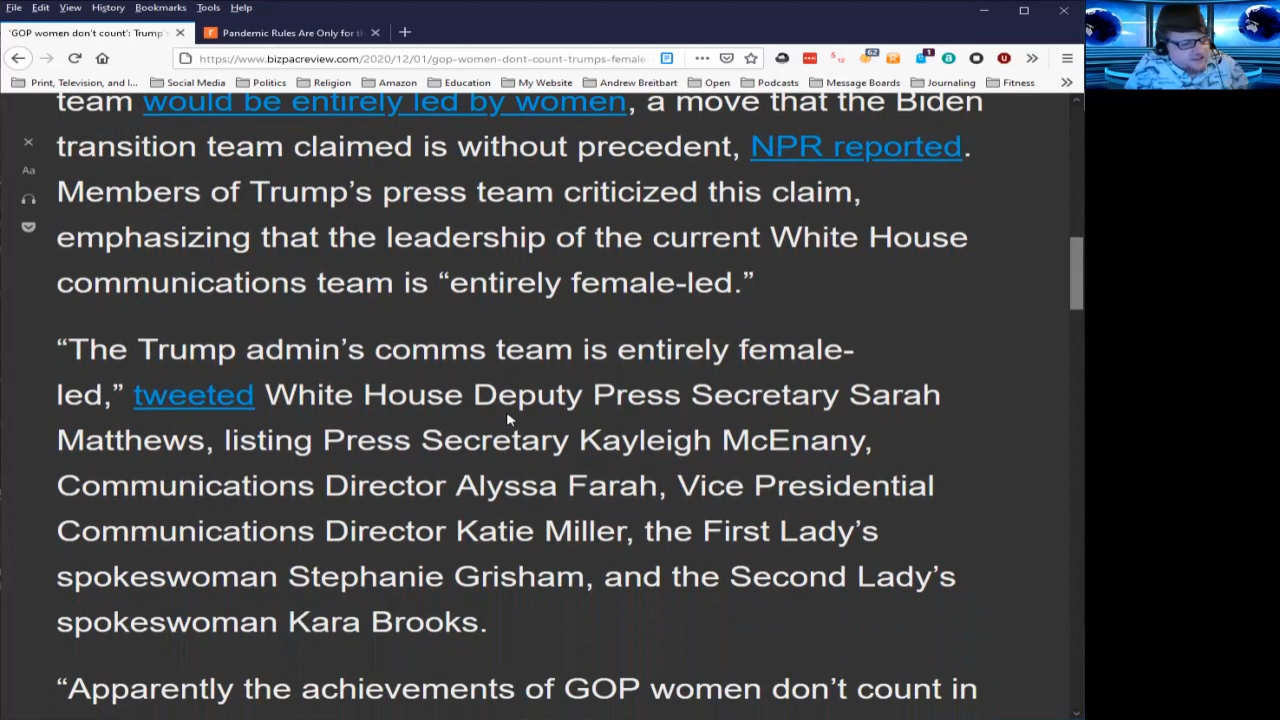 File Edit View History Bookmarks Tools Help
'GOP women don't count': Trump's
Pandemic Rules Are Only for th
https://www.bizpacreview.com/2020/12/01/gop-women-dont-count-trumps-female
62
5,12
1
Print, Television, and I... Social Media Politics Religion Amazon Education My Website Andrew Breitbart Open Podcasts Message Boards Journaling Fitness
team would be entirely led by women, a move that the Biden
transition team claimed is without precedent, NPR reported.
Aa
Members of Trump's press team criticized this claim,
emphasizing that the leadership of the current White House
communications team is “entirely female-led.”
“The Trump admin's comms team is entirely female-
led,” tweeted White House Deputy Press Secretary Sarah
Matthews, listing Press Secretary Kayleigh McEnany,
Communications Director Alyssa Farah, Vice Presidential
Communications Director Katie Miller, the First Lady's
spokeswoman Stephanie Grisham, and the Second Lady's
spokeswoman Kara Brooks.
“Apparently the achievements of GOP women don't count in